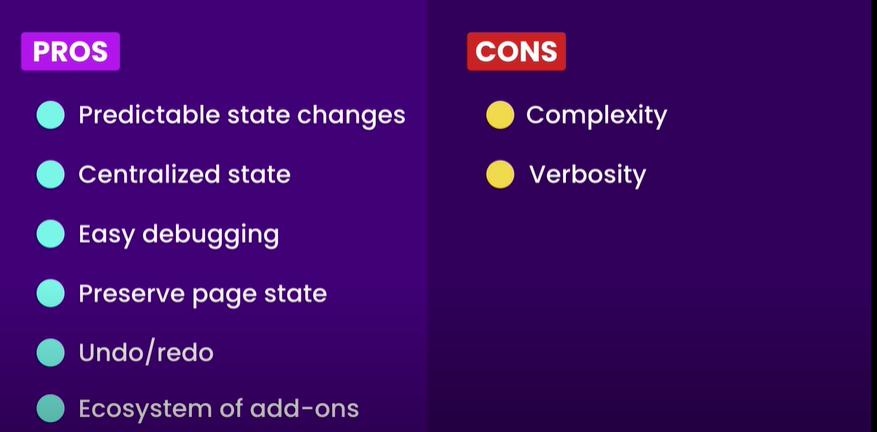 PROS
Predictable state changes
Centralized state
Easy debugging
Preserve page state
Undo/redo
Ecosystem of add-ons
CONS
Complexity
Verbosity